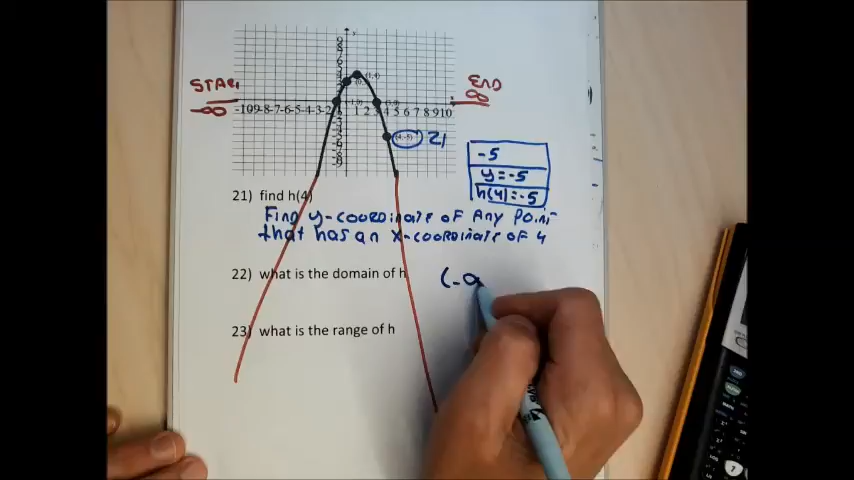 y
(1,4)
START
END
-∞
∞
-10-9-8-7-6-5-4-3-2 1 2 3 4 5 6 7 8 9 10
(4,-5) 21
-5
y = -5
h(4) = -5
21) find h(4)
Find y-coordinate of any point
that has an x-coordinate of 4
22) what is the domain of h (-∞
23) what is the range of h